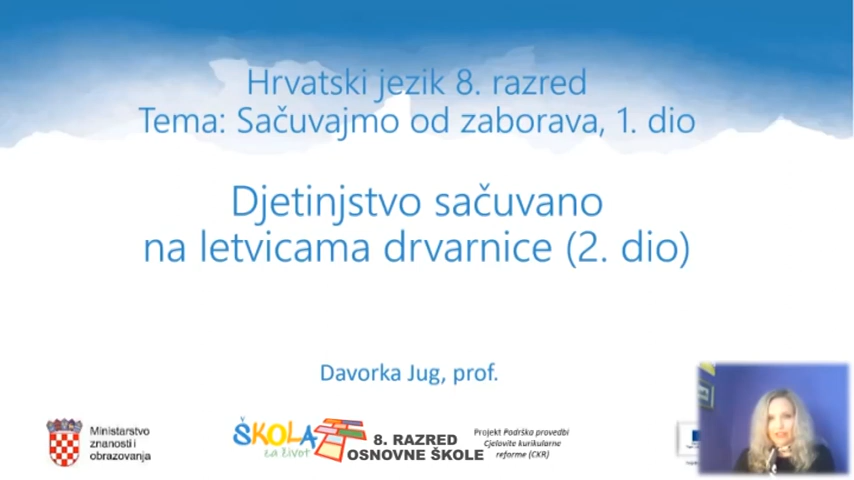 Hrvatski jezik 8. razred
Tema: Sačuvajmo od zaborava, 1. dio
Djetinjstvo sačuvano
na letvicama drvarnice (2. dio)
Davorka Jug, prof.
Ministarstvo
znanosti i
obrazovanja
ŠKOLA
za život
8. RAZRED
OSNOVNE ŠKOLE
Projekt Podrška provedbi
Cjelovite kurikularne
reforme (CKR)